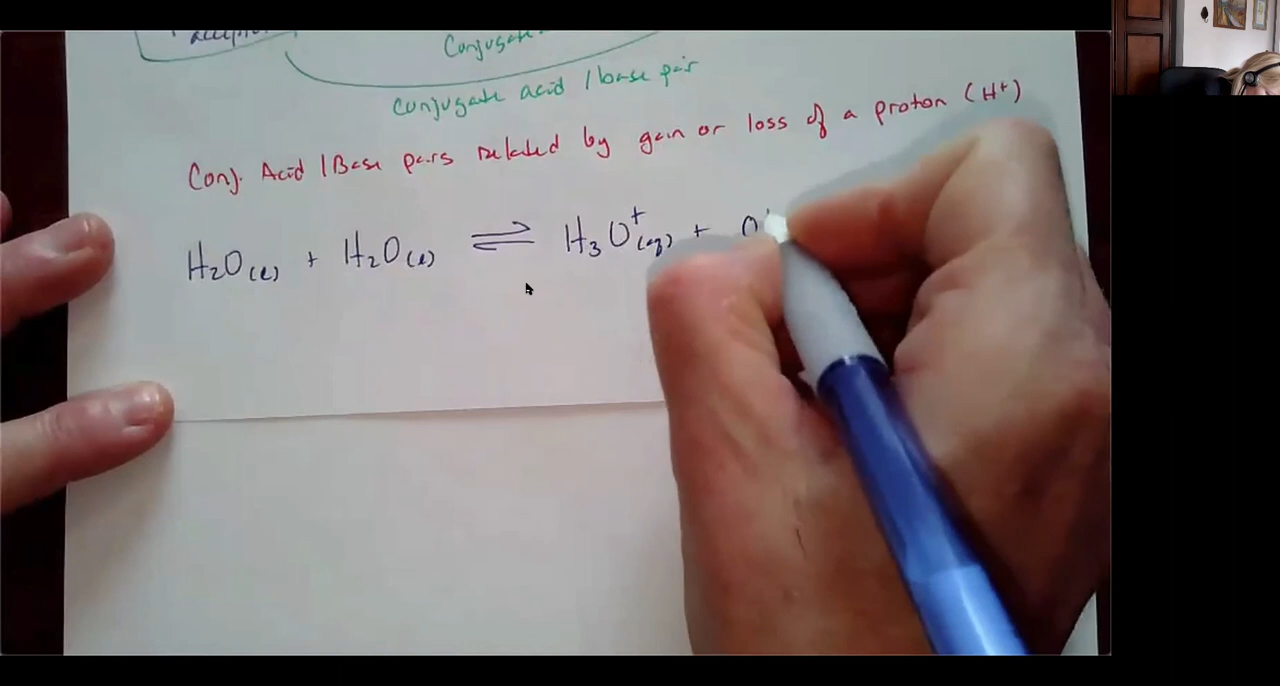 Conjugate
Conjugate acid / base pair
Conj. Acid / Base pairs related by gain or loss of a proton (H⁺)
H₂O(l) + H₂O(l) ⇌ H₃O⁺(aq) + O